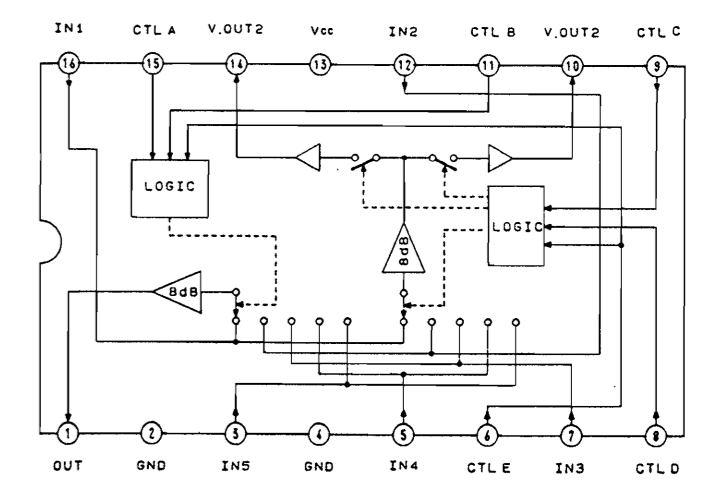 IN1 CTL A V.OUT2 Vcc IN2 CTL B V.OUT2 CTL C
16 15 14 13 12 11 10 9
LOGIC
LOGIC
8dB
8dB
1 2 3 4 5 6 7 8
OUT GND IN5 GND IN4 CTL E IN3 CTL D